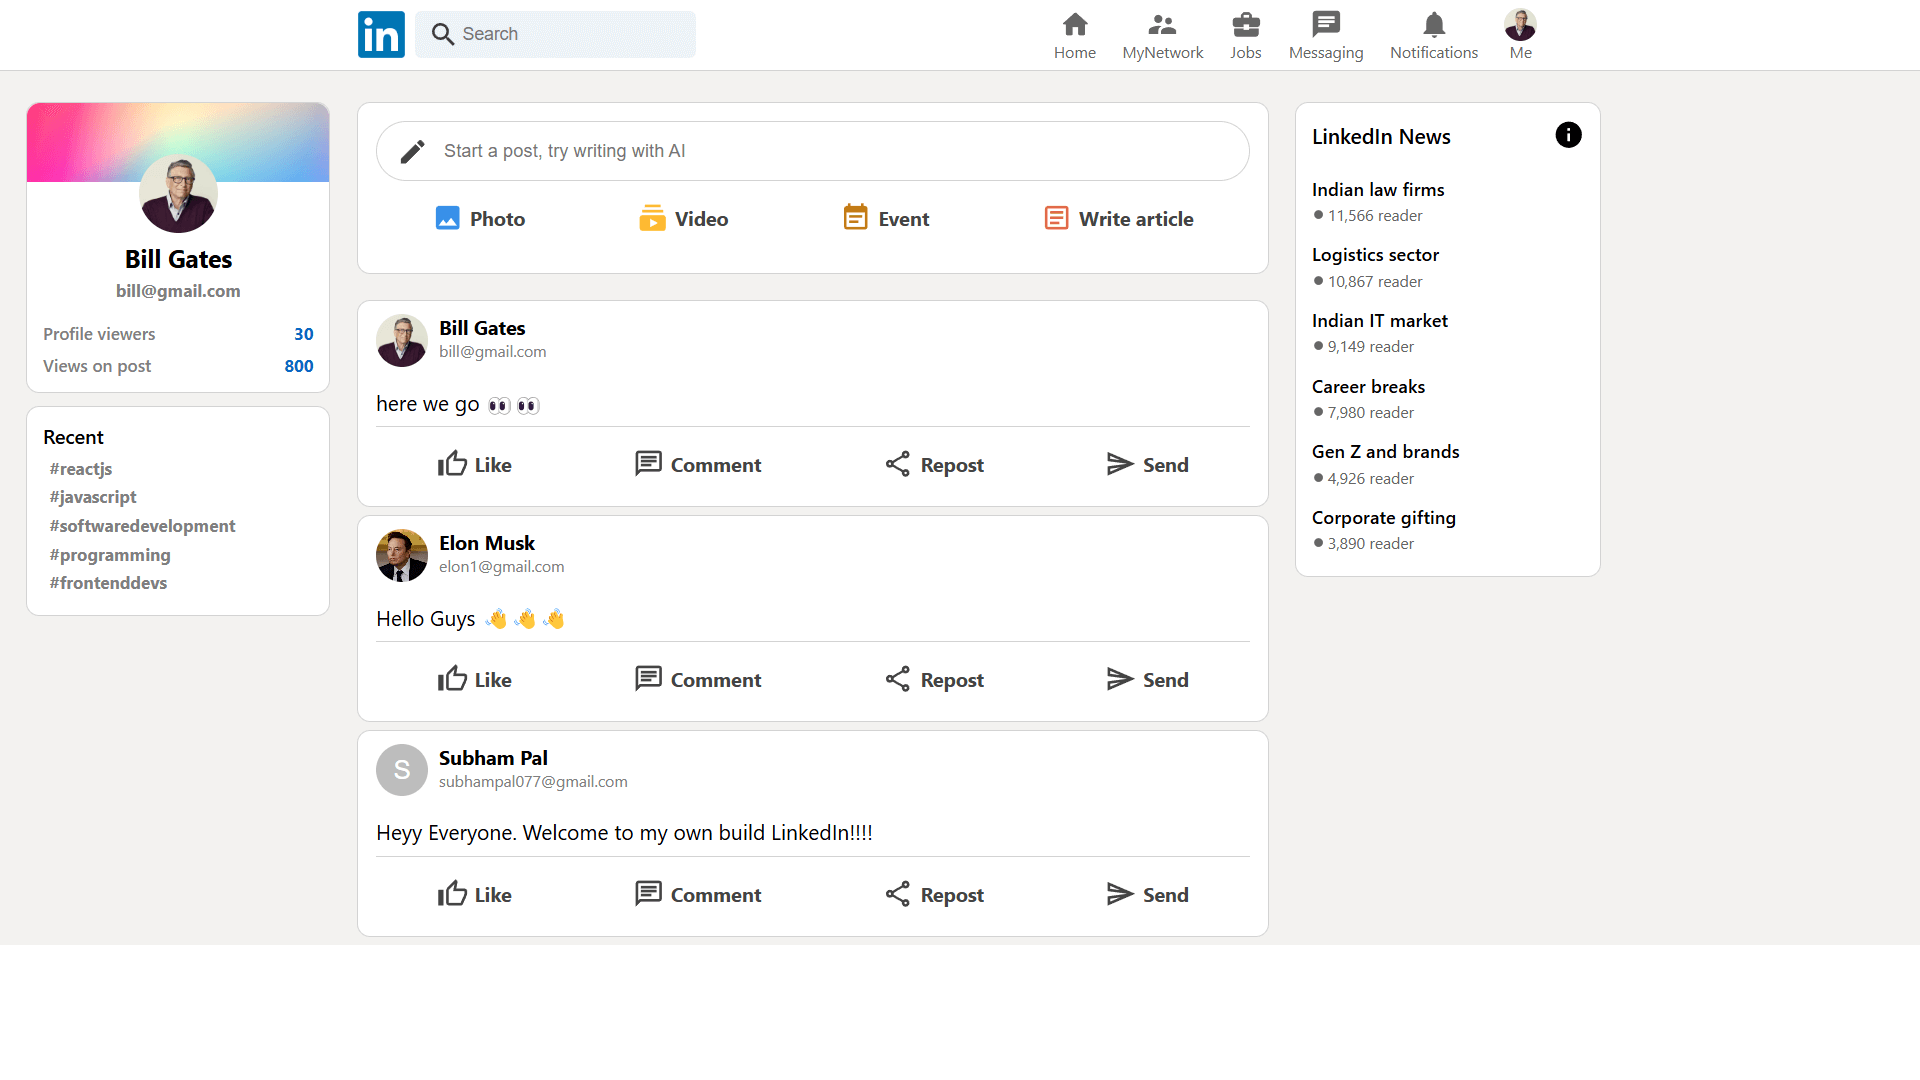 in
Search
Home
MyNetwork
Jobs
Messaging
Notifications
Me
Bill Gates
bill@gmail.com
Profile viewers 30
Views on post 800
Recent
#reactjs
#javascript
#softwaredevelopment
#programming
#frontenddevs
Start a post, try writing with AI
Photo
Video
Event
Write article
Bill Gates
bill@gmail.com
here we go 👀 👀
Like
Comment
Repost
Send
Elon Musk
elon1@gmail.com
Hello Guys 👋 👋 👋
Like
Comment
Repost
Send
S
Subham Pal
subhampal077@gmail.com
Heyy Everyone. Welcome to my own build LinkedIn!!!!
Like
Comment
Repost
Send
LinkedIn News
Indian law firms
11,566 reader
Logistics sector
10,867 reader
Indian IT market
9,149 reader
Career breaks
7,980 reader
Gen Z and brands
4,926 reader
Corporate gifting
3,890 reader